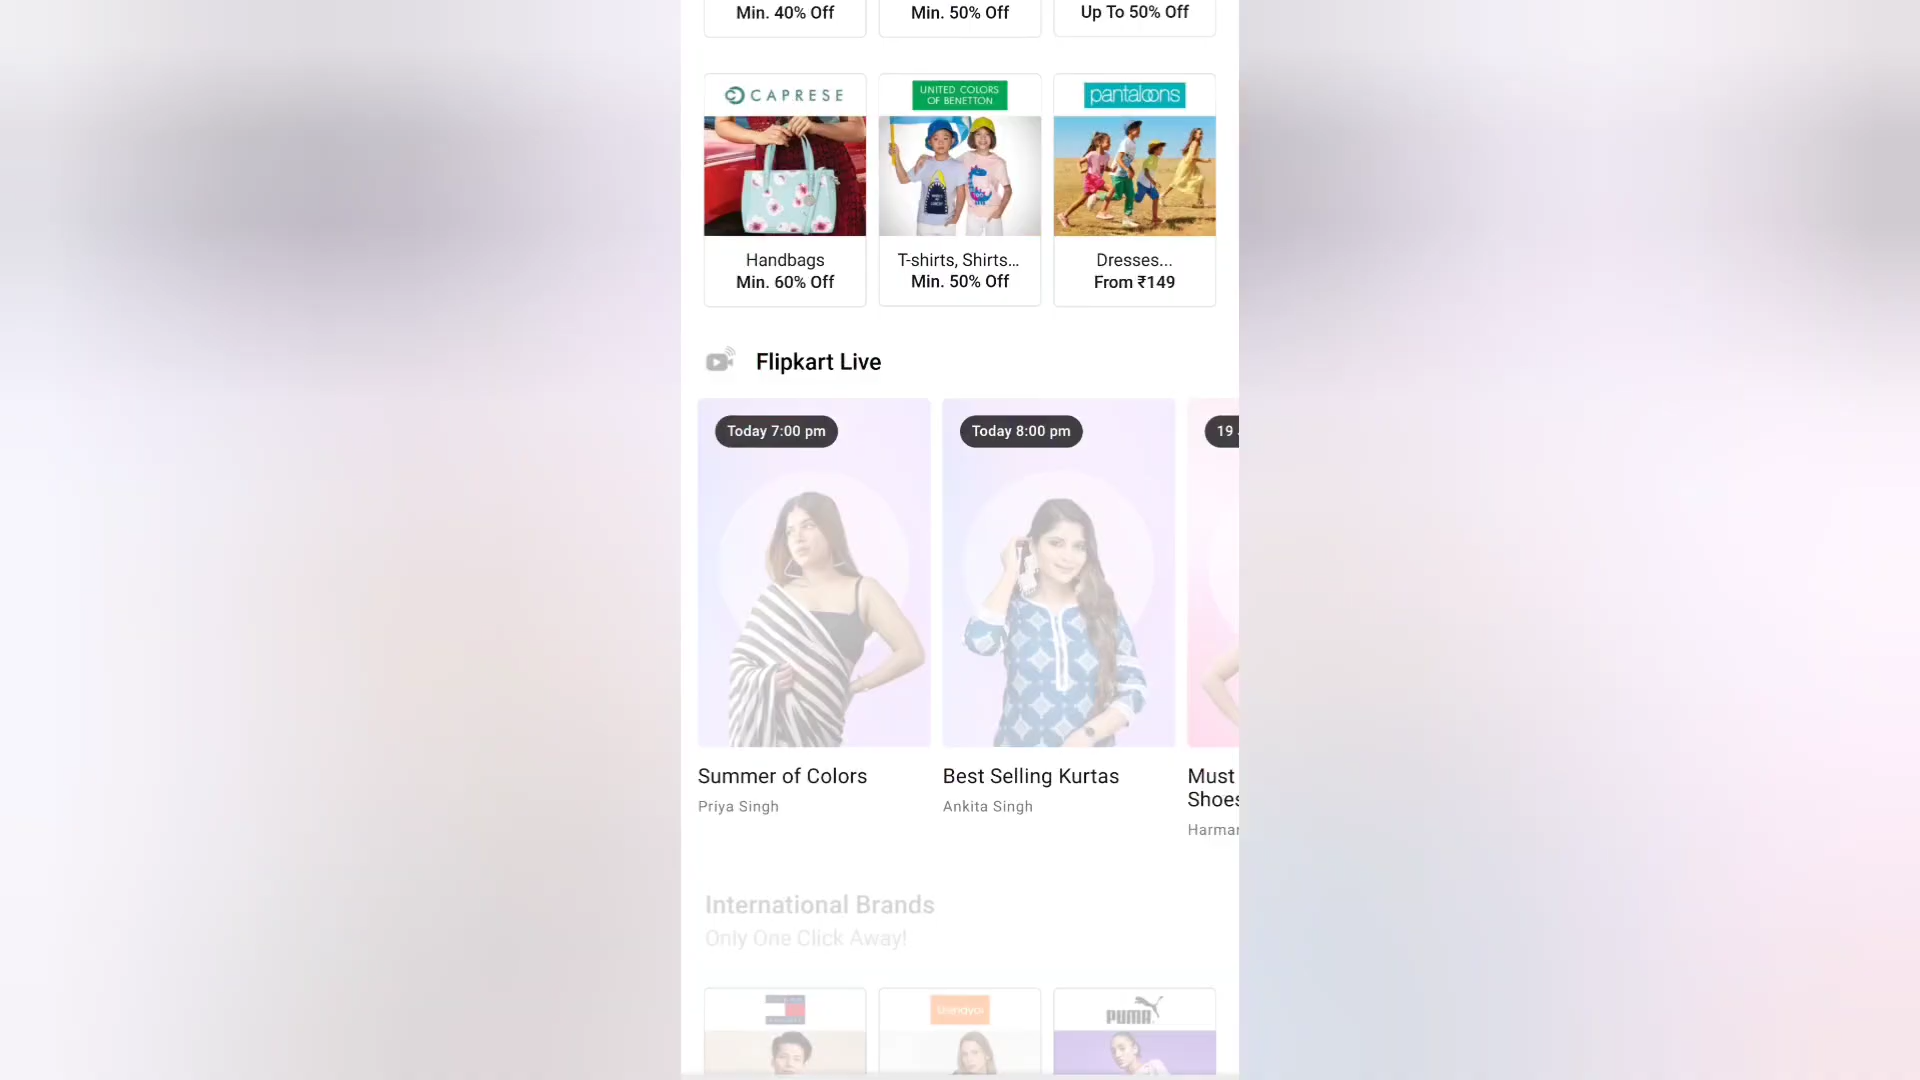 Min. 40% Off
Min. 50% Off
Up To 50% Off
CAPRESE
UNITED COLORS
OF BENETTON
pantaloons
Handbags
Min. 60% Off
T-shirts, Shirts...
Min. 50% Off
Dresses...
From ₹149
Flipkart Live
Today 7:00 pm
Today 8:00 pm
19
Summer of Colors
Priya Singh
Best Selling Kurtas
Ankita Singh
Must
Shoes
Harman
International Brands
Only One Click Away!
trendyol
PUMA